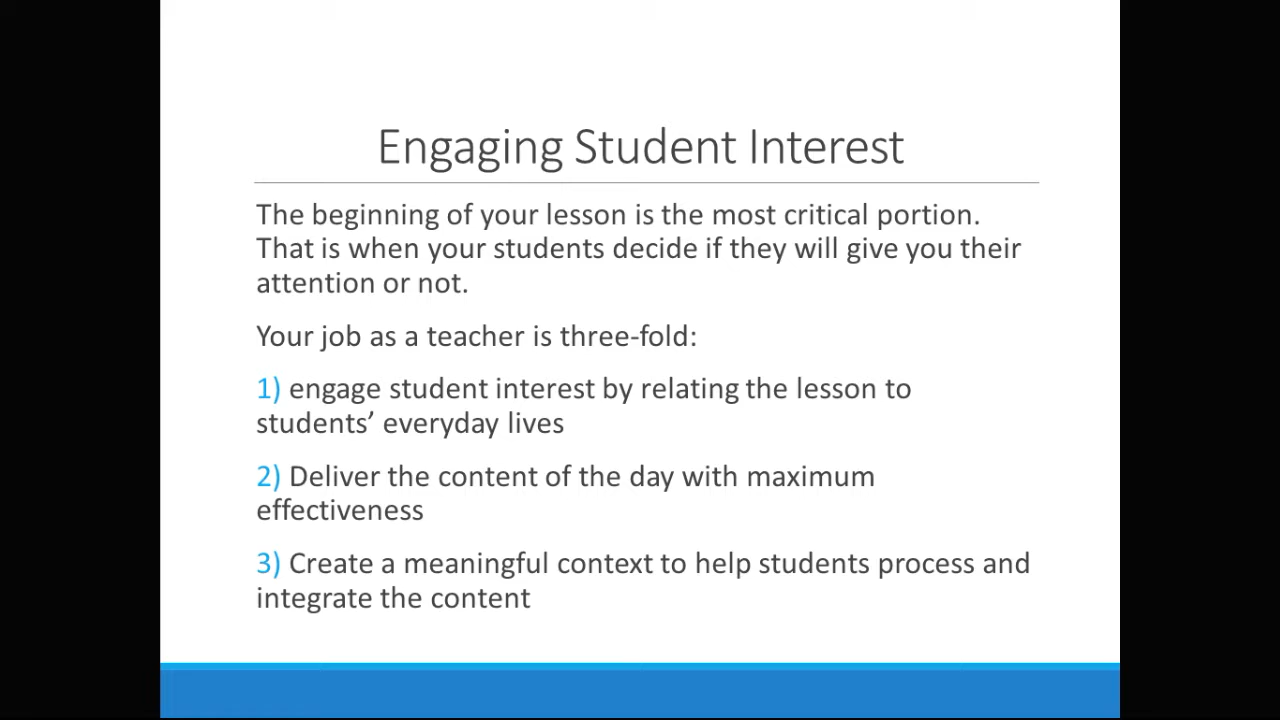 Engaging Student Interest
The beginning of your lesson is the most critical portion.
That is when your students decide if they will give you their
attention or not.
Your job as a teacher is three-fold:
1) engage student interest by relating the lesson to
students’ everyday lives
2) Deliver the content of the day with maximum
effectiveness
3) Create a meaningful context to help students process and
integrate the content